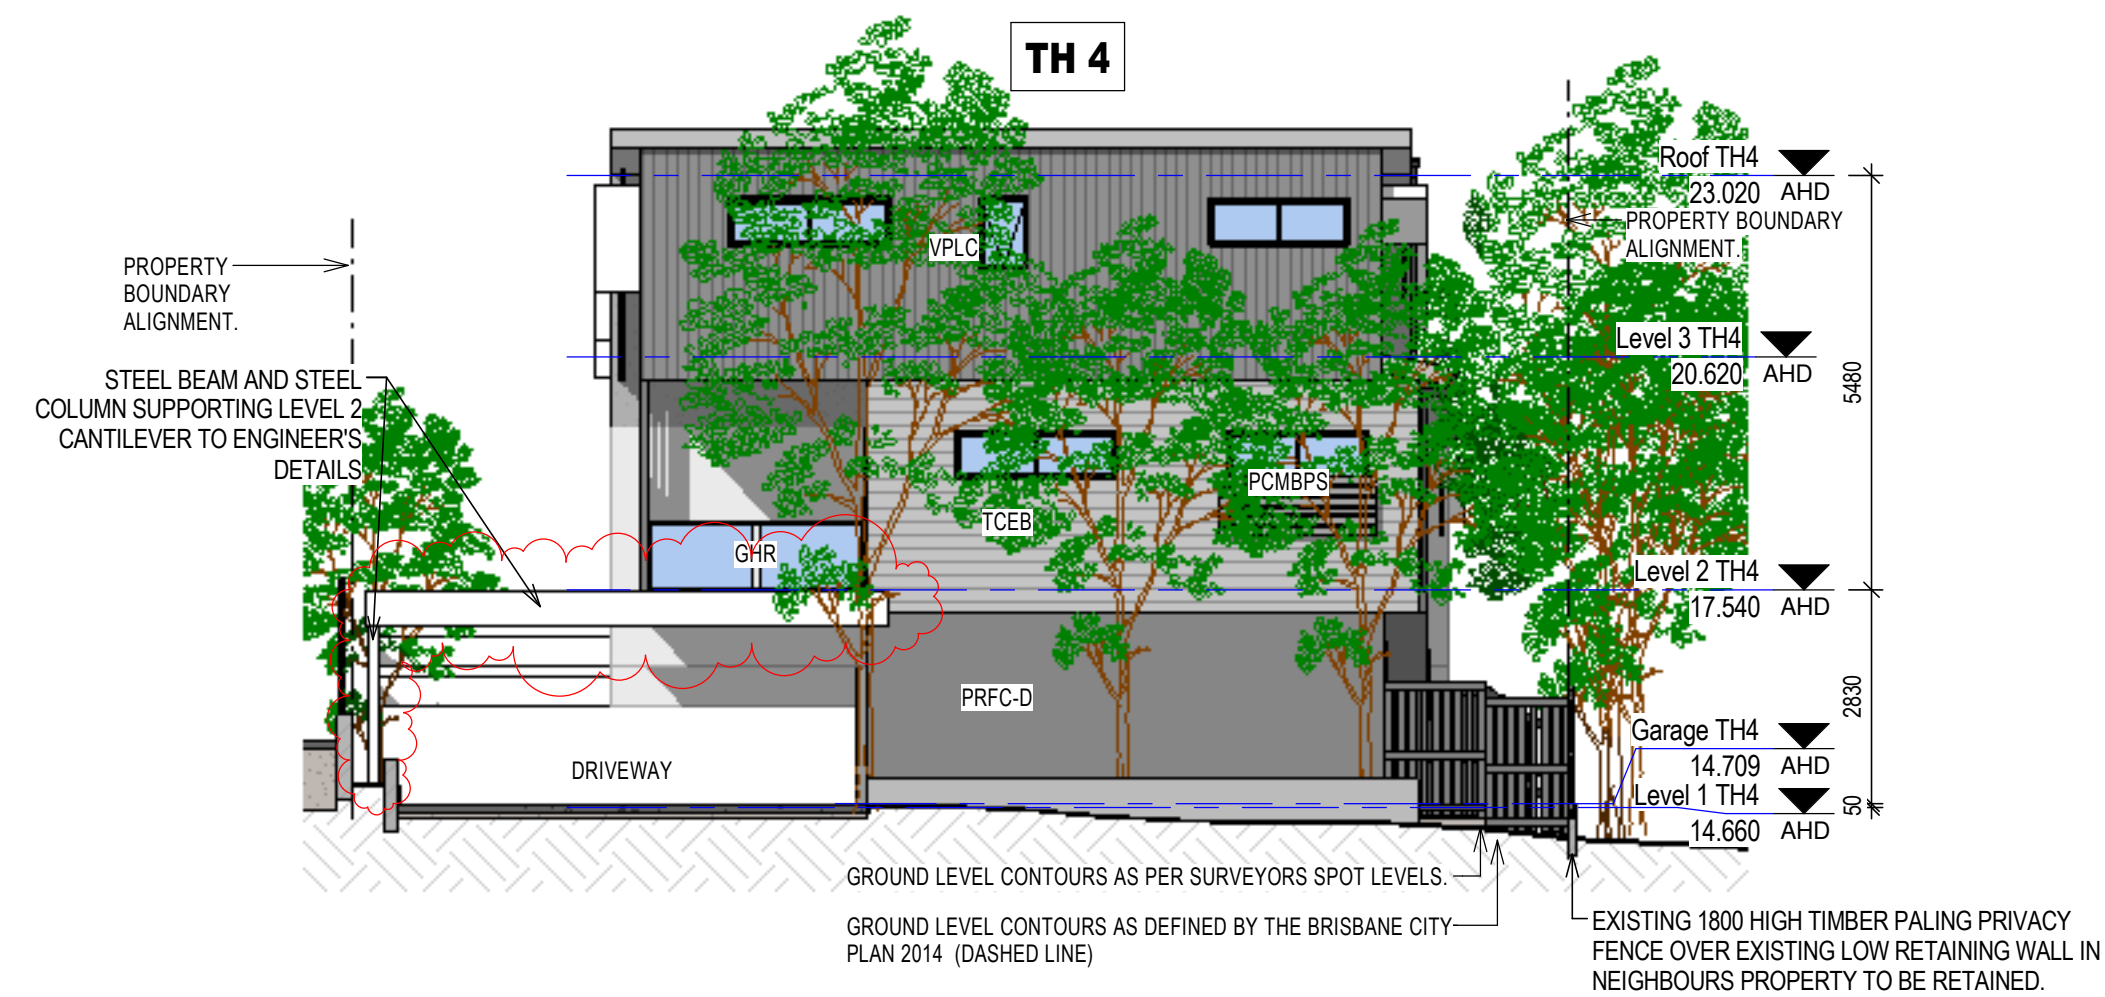 TH 4
Roof TH4
23.020 AHD
PROPERTY BOUNDARY
ALIGNMENT.
VPLC
PROPERTY
BOUNDARY
ALIGNMENT.
Level 3 TH4
20.620 AHD
5480
STEEL BEAM AND STEEL
COLUMN SUPPORTING LEVEL 2
CANTILEVER TO ENGINEER'S
DETAILS
PCMBPS
TCEB
GHR
Level 2 TH4
17.540 AHD
2830
PRFC-D
Garage TH4
14.709 AHD
DRIVEWAY
Level 1 TH4
14.660 AHD
50
GROUND LEVEL CONTOURS AS PER SURVEYORS SPOT LEVELS.
GROUND LEVEL CONTOURS AS DEFINED BY THE BRISBANE CITY
PLAN 2014 (DASHED LINE)
EXISTING 1800 HIGH TIMBER PALING PRIVACY
FENCE OVER EXISTING LOW RETAINING WALL IN
NEIGHBOURS PROPERTY TO BE RETAINED.